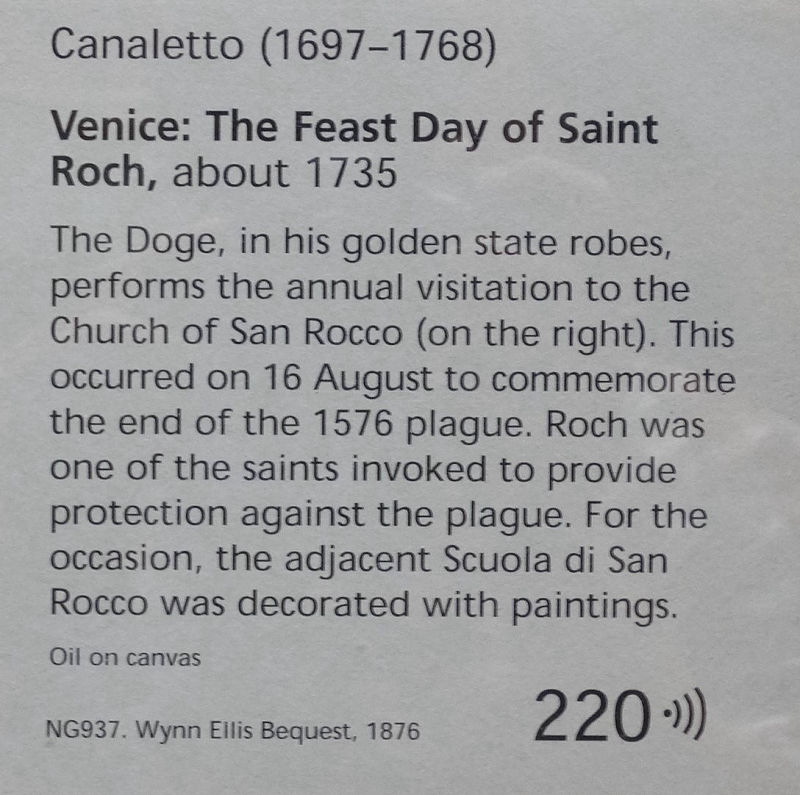 Canaletto (1697–1768)
Venice: The Feast Day of Saint
Roch, about 1735
The Doge, in his golden state robes,
performs the annual visitation to the
Church of San Rocco (on the right). This
occurred on 16 August to commemorate
the end of the 1576 plague. Roch was
one of the saints invoked to provide
protection against the plague. For the
occasion, the adjacent Scuola di San
Rocco was decorated with paintings.
Oil on canvas
NG937. Wynn Ellis Bequest, 1876
220